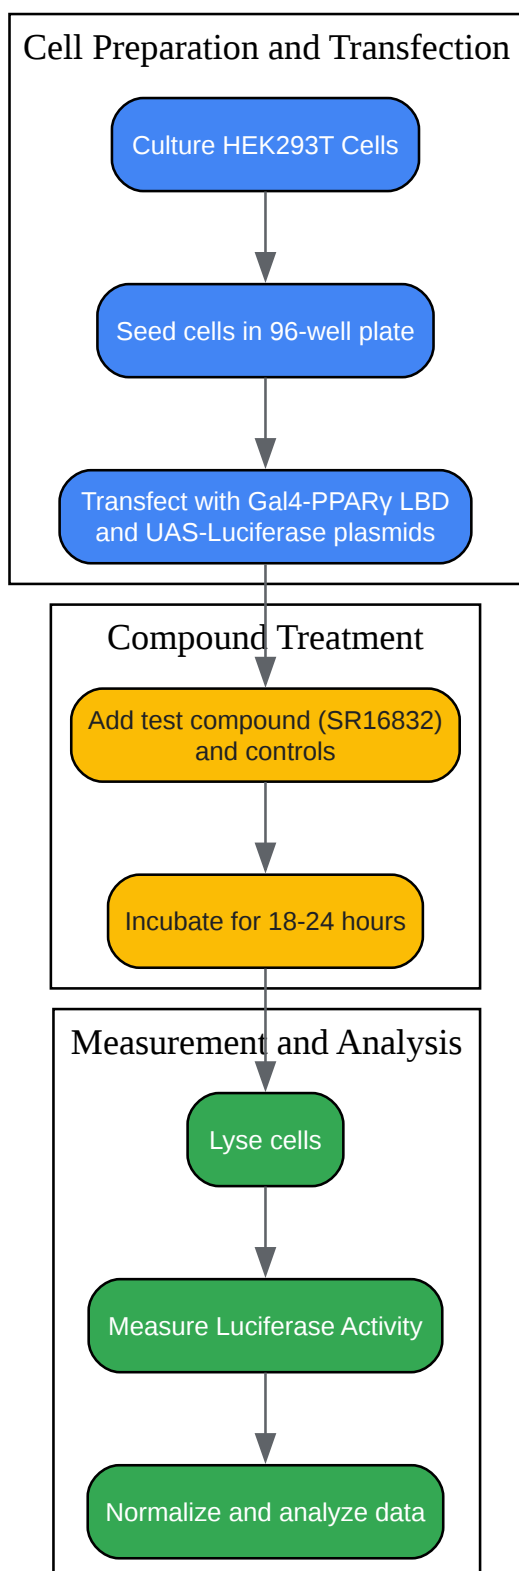 Cell Preparation and Transfection
Culture HEK293T Cells
Seed cells in 96-well plate
Transfect with Gal4-PPARγ LBD
and UAS-Luciferase plasmids
Compound Treatment
Add test compound (SR16832)
and controls
Incubate for 18-24 hours
Measurement and Analysis
Lyse cells
Measure Luciferase Activity
Normalize and analyze data